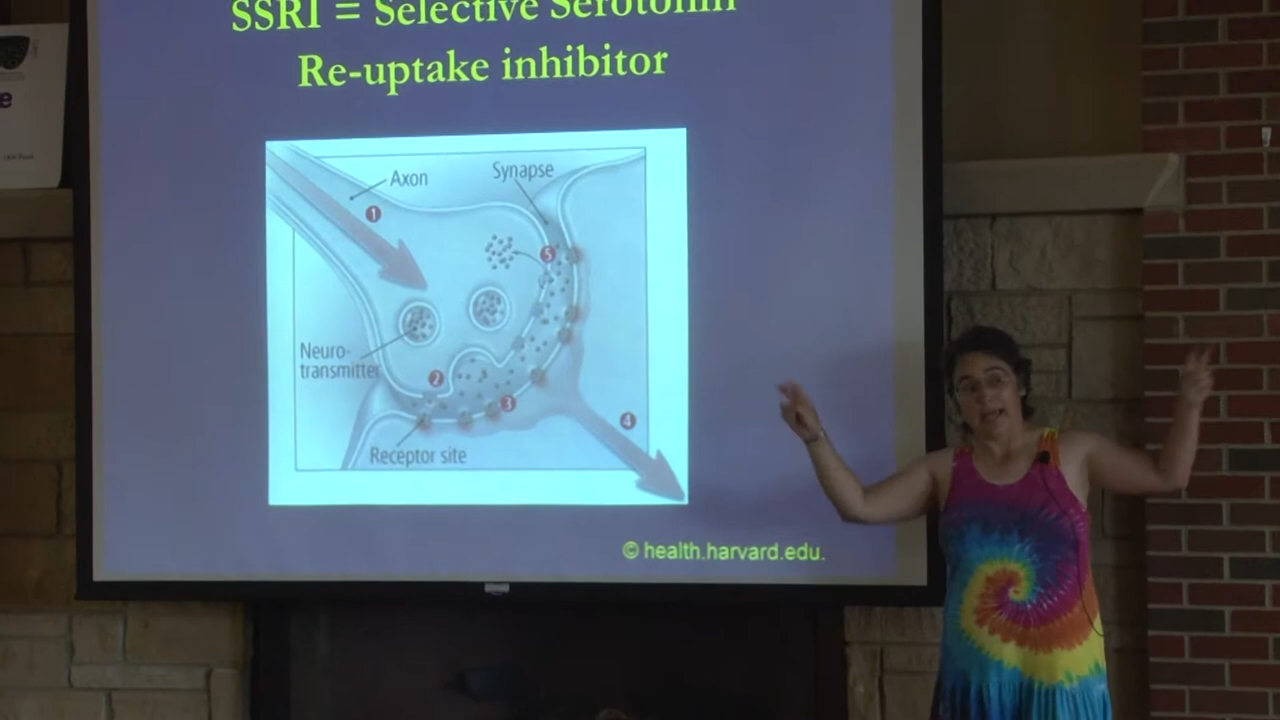 SSRI = Selective Serotonin
Re-uptake inhibitor
Axon
Synapse
1
5
Neuro-
transmitter
2
3
4
Receptor site
© health.harvard.edu.